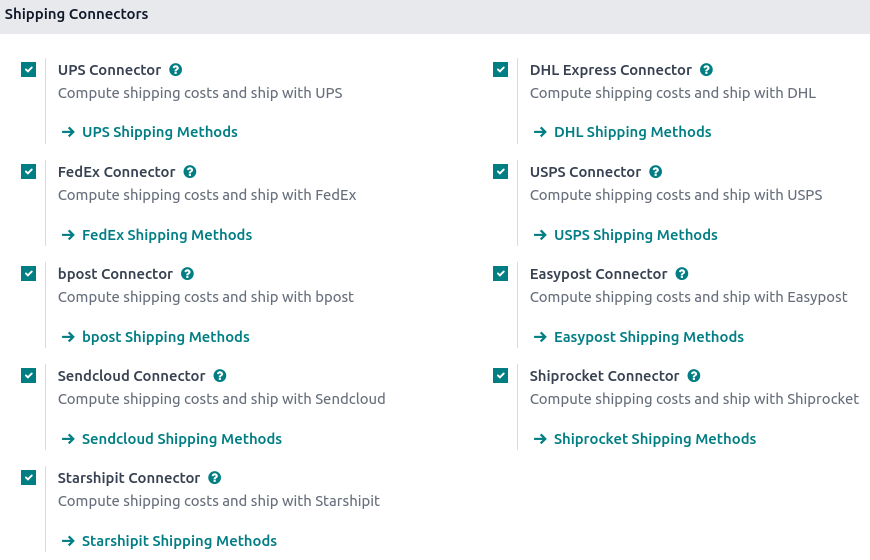 Shipping Connectors
UPS Connector
Compute shipping costs and ship with UPS
UPS Shipping Methods
DHL Express Connector
Compute shipping costs and ship with DHL
DHL Shipping Methods
FedEx Connector
Compute shipping costs and ship with FedEx
FedEx Shipping Methods
USPS Connector
Compute shipping costs and ship with USPS
USPS Shipping Methods
bpost Connector
Compute shipping costs and ship with bpost
bpost Shipping Methods
Easypost Connector
Compute shipping costs and ship with Easypost
Easypost Shipping Methods
Sendcloud Connector
Compute shipping costs and ship with Sendcloud
Sendcloud Shipping Methods
Shiprocket Connector
Compute shipping costs and ship with Shiprocket
Shiprocket Shipping Methods
Starshipit Connector
Compute shipping costs and ship with Starshipit
Starshipit Shipping Methods